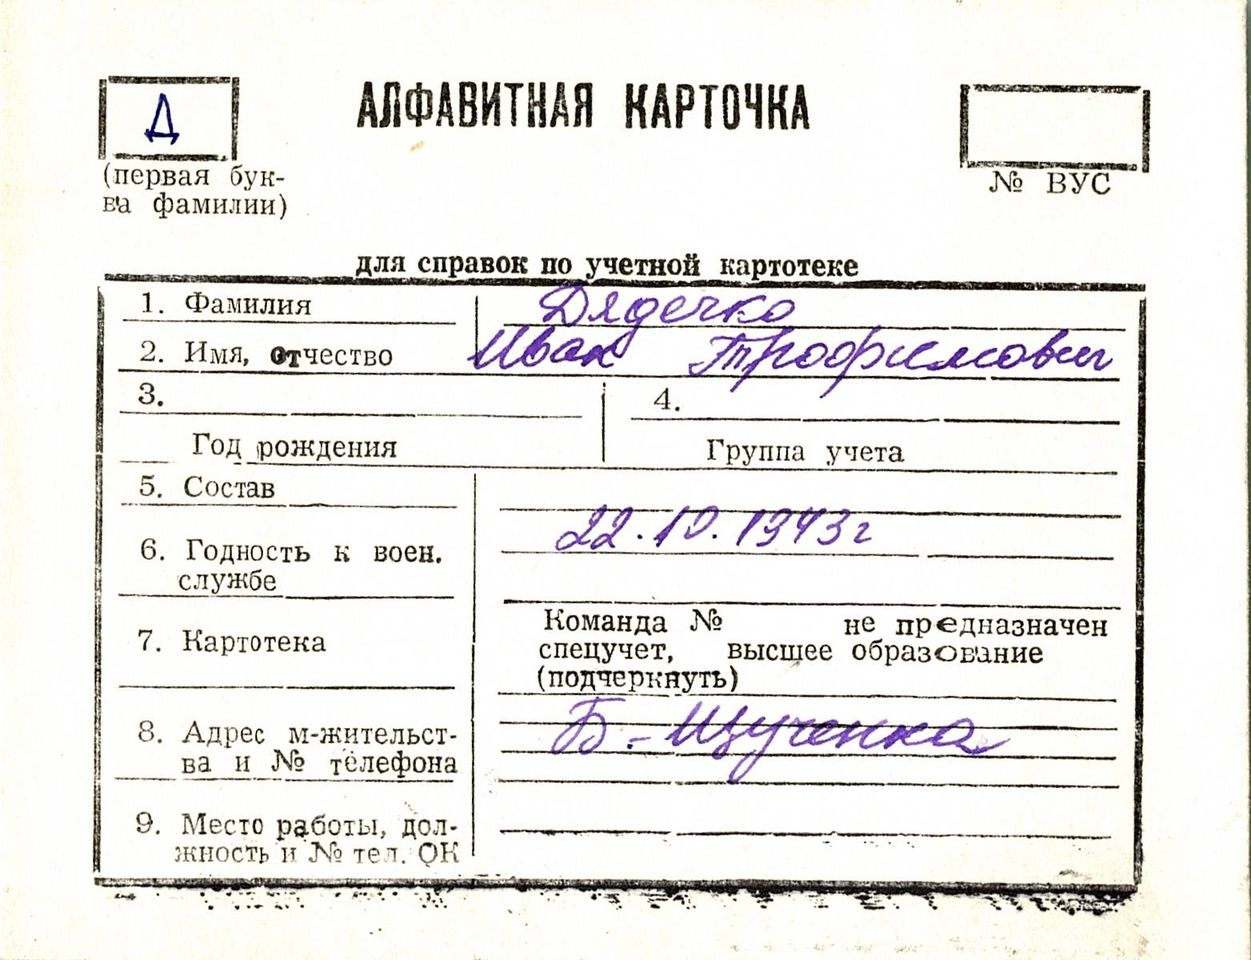 Д
АЛФАВИТНАЯ КАРТОЧКА
(первая бук-
ва фамилии)
№ ВУС
для справок по учетной картотеке
1. Фамилия Дядечко
2. Имя, отчество Иван Трофимович
3. 4.
Год рождения Группа учета
5. Состав
22.10.1943г
6. Годность к воен.
службе
7. Картотека
Команда № не предназначен
спецучет, высшее образование
(подчеркнуть)
8. Адрес м-жительст-
ва и № телефона
Б.-Щученка
9. Место работы, дол-
жность и № тел. ОК